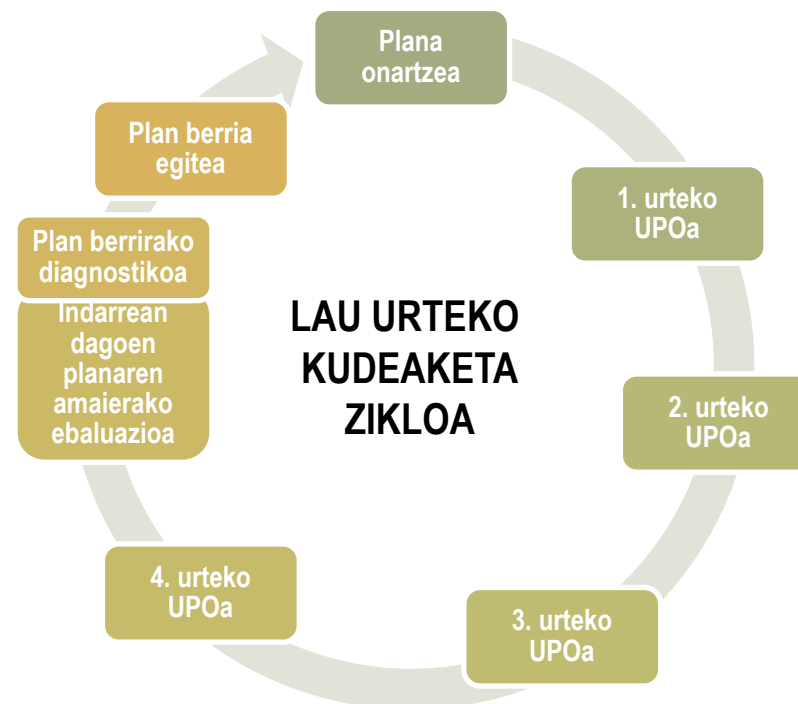 Plana
onartzea
1. urteko
UPOa
2. urteko
UPOa
3. urteko
UPOa
4. urteko
UPOa
Indarrean
dagoen
planaren
amaierako
ebaluazioa
Plan berrirako
diagnostikoa
Plan berria
egitea
LAU URTEKO
KUDEAKETA
ZIKLOA